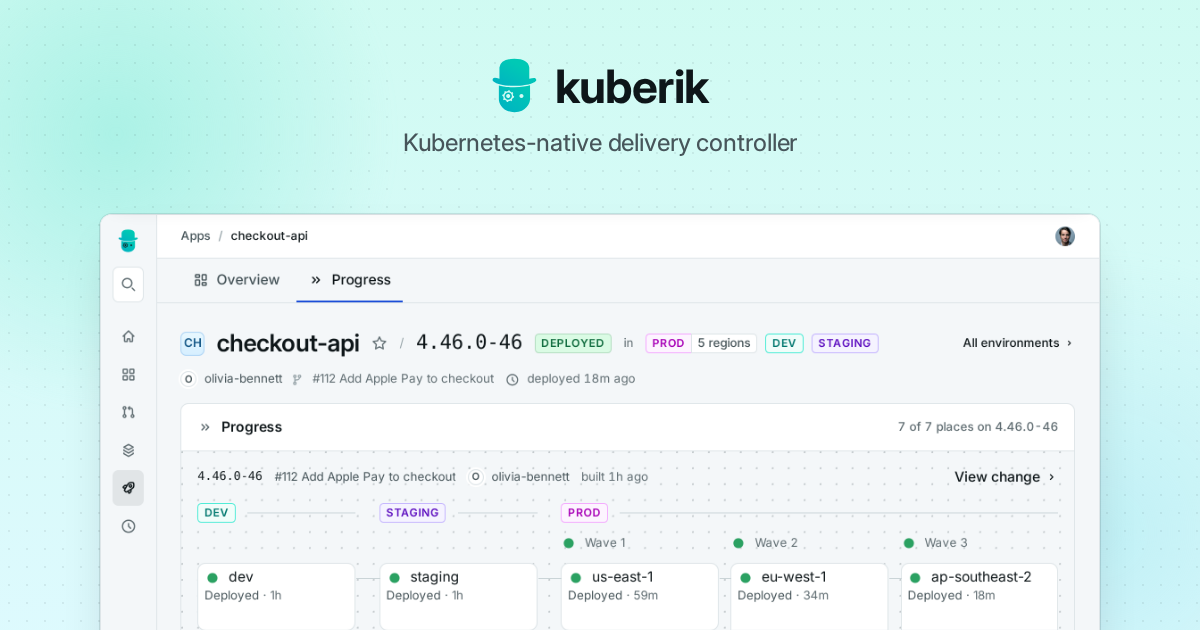 kuberik
Kubernetes-native delivery controller
Apps / checkout-api
Overview Progress
CH checkout-api / 4.46.0-46 DEPLOYED in PROD 5 regions DEV STAGING All environments ›
O olivia-bennett #112 Add Apple Pay to checkout deployed 18m ago
Progress 7 of 7 places on 4.46.0-46
4.46.0-46 #112 Add Apple Pay to checkout O olivia-bennett built 1h ago View change ›
DEV STAGING PROD
Wave 1 Wave 2 Wave 3
dev staging us-east-1 eu-west-1 ap-southeast-2
Deployed · 1h Deployed · 1h Deployed · 59m Deployed · 34m Deployed · 18m